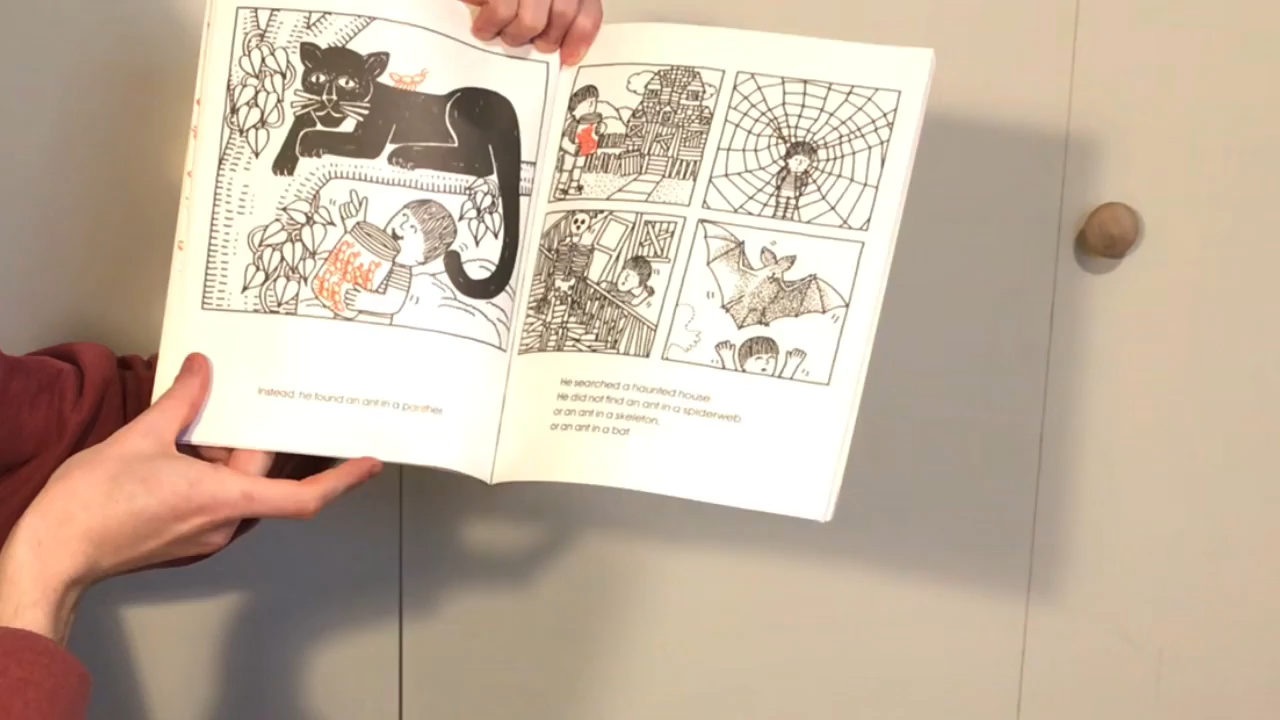 Instead, he found an ant in a panther.
He searched a haunted house.
He did not find an ant in a spiderweb
or an ant in a skeleton,
or an ant in a bat